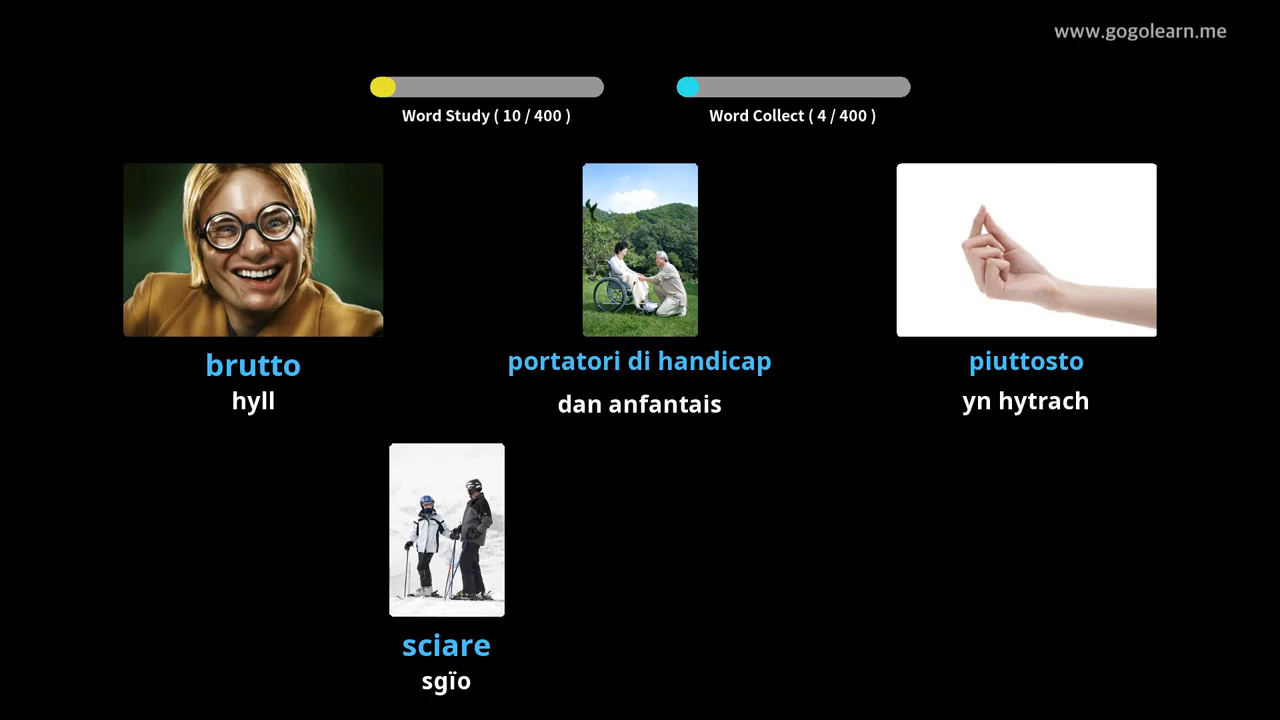 www.gogolearn.me
Word Study ( 10 / 400 )
Word Collect ( 4 / 400 )
brutto
hyll
portatori di handicap
dan anfantais
piuttosto
yn hytrach
sciare
sgïo